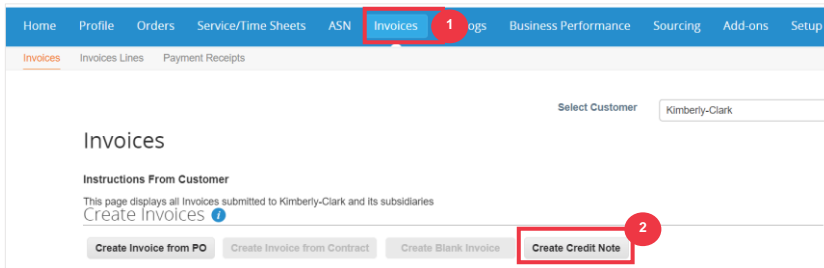 Home Profile Orders Service/Time Sheets ASN Invoices 1 ogs Business Performance Sourcing Add-ons Setup
Invoices Invoices Lines Payment Receipts
Select Customer Kimberly-Clark
Invoices
Instructions From Customer
This page displays all Invoices submitted to Kimberly-Clark and its subsidiaries
Create Invoices i
2
Create Invoice from PO Create Invoice from Contract Create Blank Invoice Create Credit Note